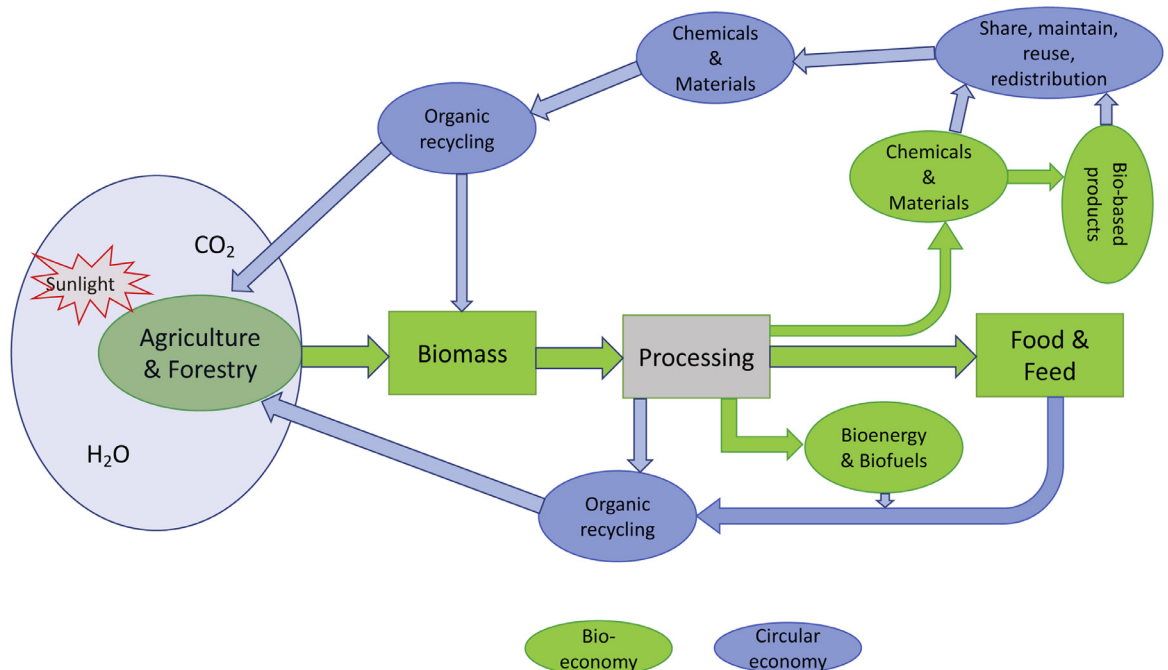 Share, maintain,
reuse,
redistribution
Chemicals
&
Materials
Organic
recycling
Chemicals
&
Materials
Bio-based
products
CO₂
Sunlight
Agriculture
& Forestry
Biomass
Processing
Food &
Feed
H₂O
Bioenergy
& Biofuels
Organic
recycling
Bio-
economy
Circular
economy